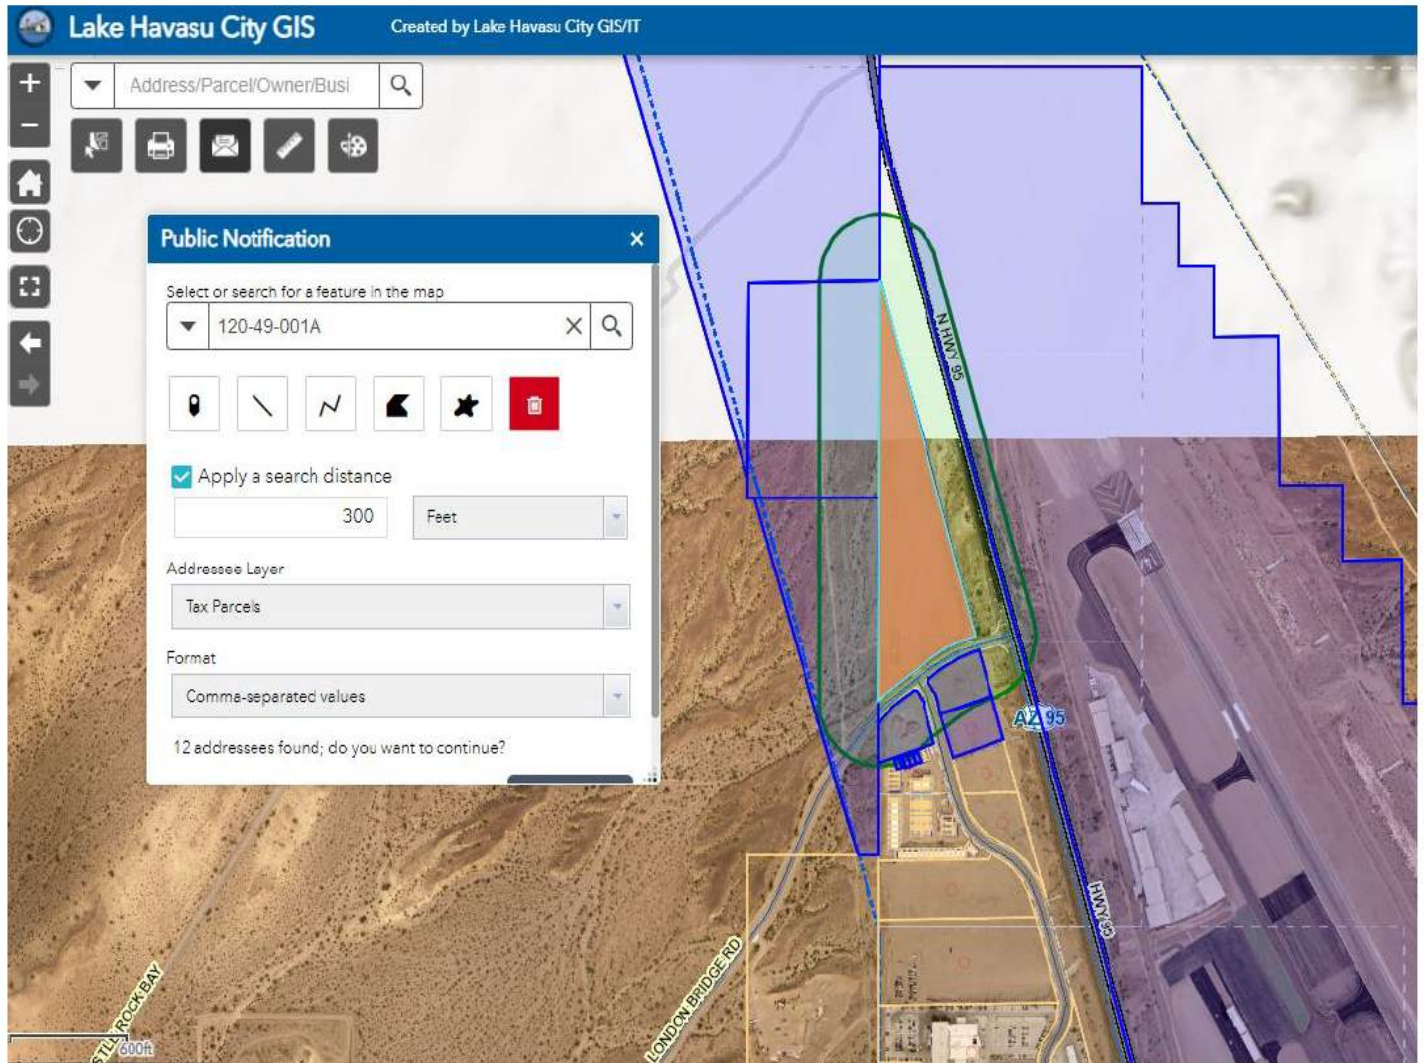 Lake Havasu City GIS
Created by Lake Havasu City GIS/IT
+
Address/Parcel/Owner/Busi
−
Public Notification
×
Select or search for a feature in the map
120-49-001A
Apply a search distance
300
Feet
Addressee Layer
Tax Parcels
Format
Comma-separated values
12 addressees found; do you want to continue?
N HWY 95
AZ 95
HWY 95
LONDON BRIDGE RD
ROCK BAY
600ft